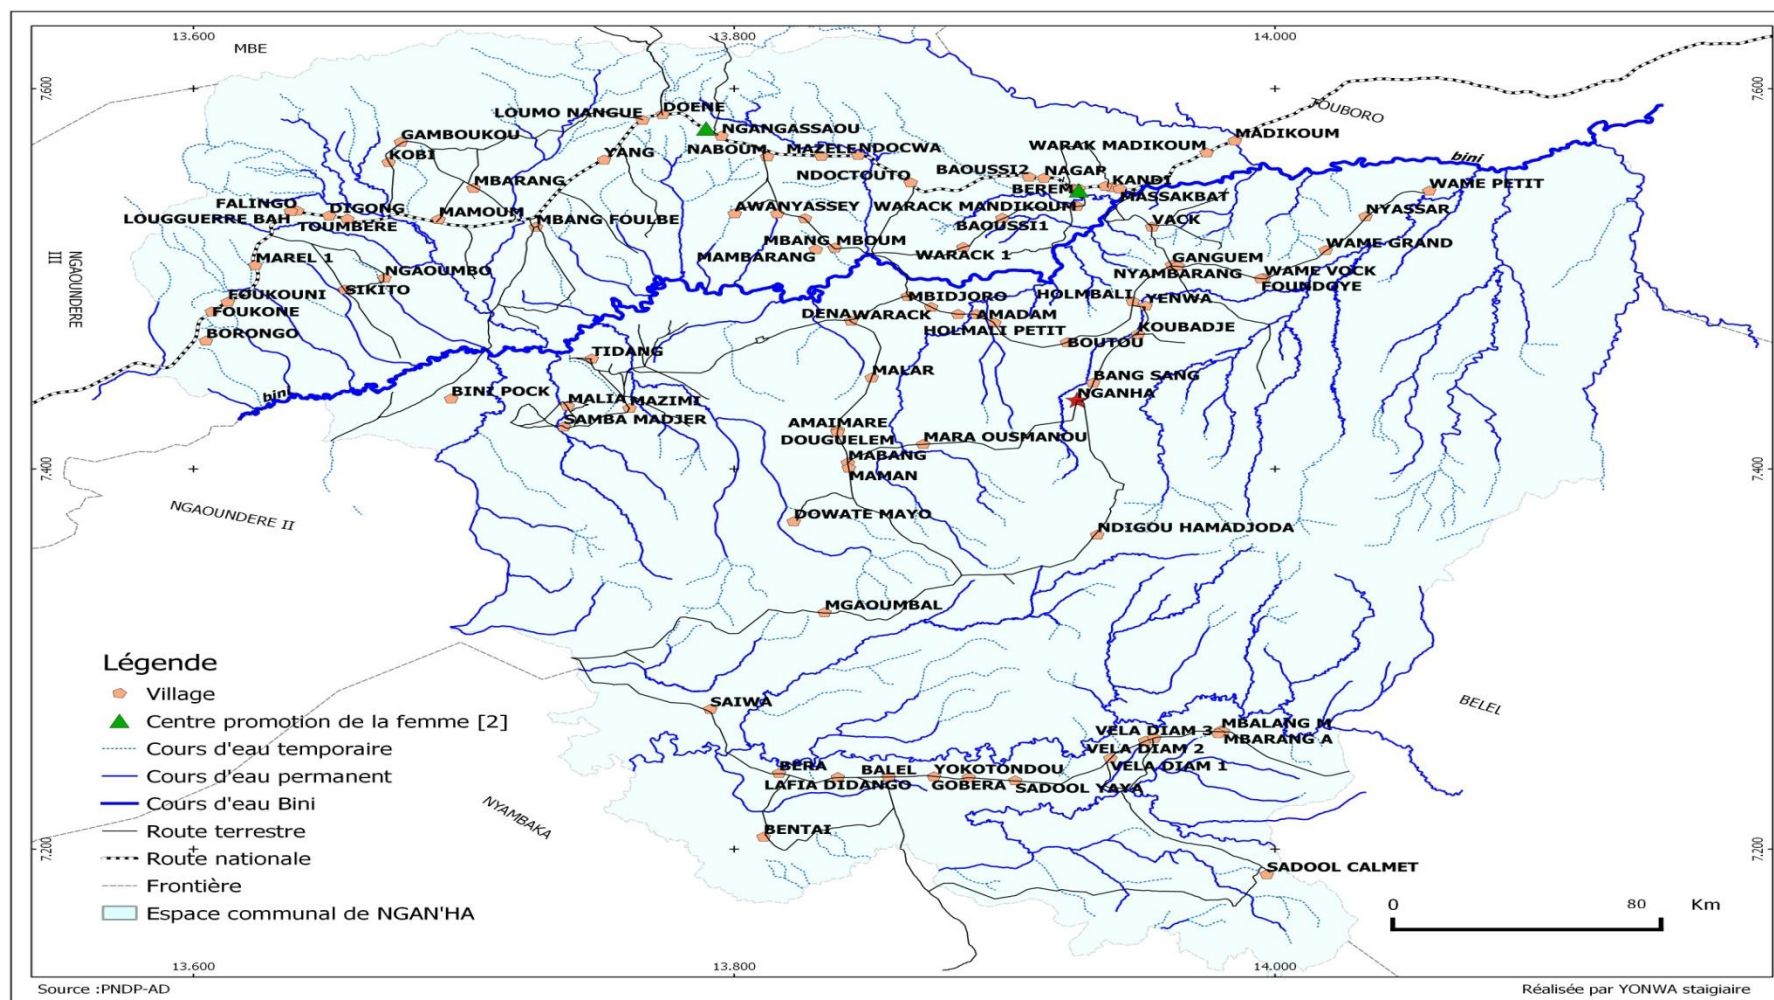 13.600
13.800
14.000
MBE
7.600
7.600
DOENE
LOUMO NANGUE
TOUBORO
GAMBOUKOU
NGANGASSAOU
MADIKOUM
WARAK MADIKOUM
KOBI
YANG
NABOUM
MAZELENDOCWA
bini
BAOUSSI2
NAGAP
NDOCTOUTO
KANDI
MBARANG
BEREM
WAME PETIT
MASSAKBAT
FALINGO
DIGONG
MAMOUM
AWANYASSEY
WARACK MANDIKOUM
NYASSAR
LOUGGUERRE BAH
MBANG FOULBE
VACK
TOUMBERE
BAOUSSI1
MBANG MBOUM
WAME GRAND
NGAOUNDERE
III
MAREL 1
MAMBARANG
WARACK 1
GANGUEM
NGAOUMBO
NYAMBARANG
WAME VOCK
FOUNDOYE
SIKITO
FOUKOUNI
MBIDJORO
HOLMBALI
YENWA
FOUKONE
DENAWARACK
AMADAM
BORONGO
HOLMALI PETIT
KOUBADJE
BOUTOU
TIDANG
MALAR
BANG SANG
bini
BINI POCK
NGANHA
MALIA
MAZIMI
SAMBA MADJER
AMAIMARE
DOUGUELEM
MARA OUSMANOU
MABANG
7.400
7.400
MAMAN
NGAOUNDERE II
DOWATE MAYO
NDIGOU HAMADJODA
MGAOUMBAL
Légende
Village
Centre promotion de la femme [2]
Cours d'eau temporaire
Cours d'eau permanent
Cours d'eau Bini
Route terrestre
Route nationale
Frontière
Espace communal de NGAN'HA
SAIWA
BELEL
VELA DIAM 3
MBALANG M
MBARANG A
VELA DIAM 2
VELA DIAM 1
BERA
BALEL
YOKOTONDOU
LAFIA DIDANGO
GOBERA
SADOOL YAYA
NYAMBAKA
BENTAI
7.200
7.200
SADOOL CALMET
0
80
Km
13.600
13.800
14.000
Source :PNDP-AD
Réalisée par YONWA staigiaire